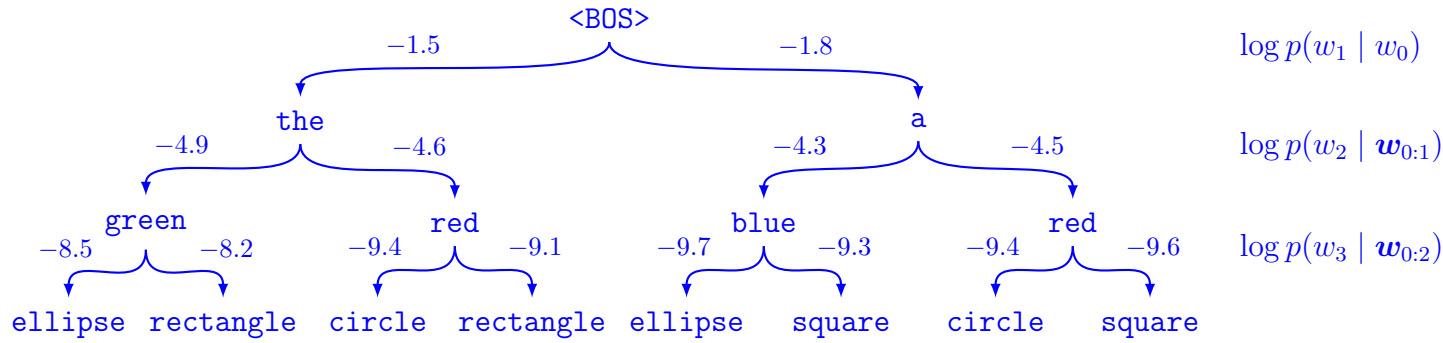 <BOS>
−1.5 −1.8 log p(w₁ | w₀)
the a
−4.9 −4.6 −4.3 −4.5 log p(w₂ | w₀:₁)
green red blue red
−8.5 −8.2 −9.4 −9.1 −9.7 −9.3 −9.4 −9.6 log p(w₃ | w₀:₂)
ellipse rectangle circle rectangle ellipse square circle square